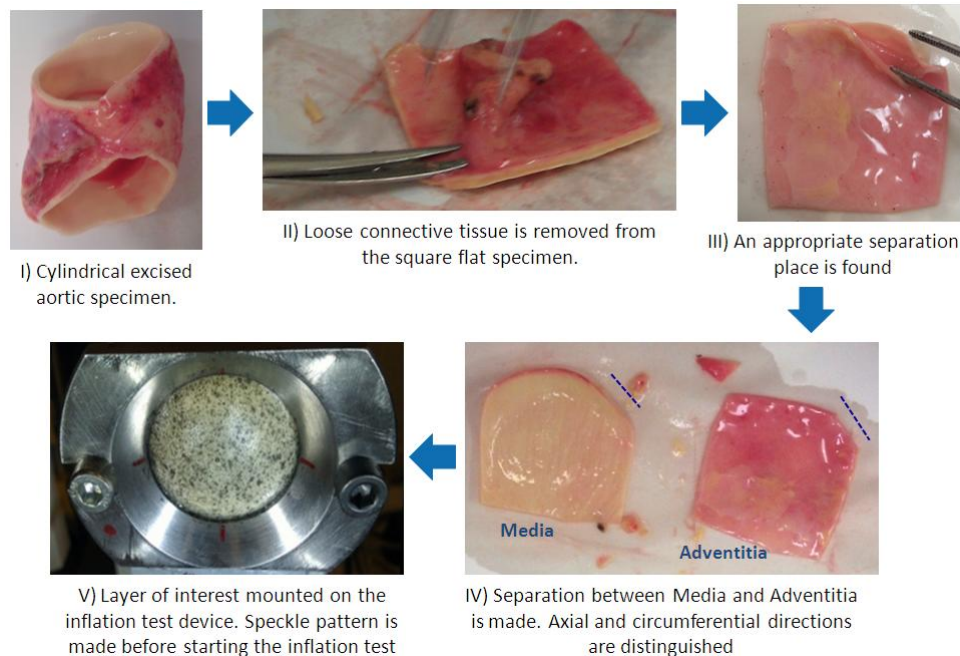 I) Cylindrical excised
aortic specimen.
II) Loose connective tissue is removed from
the square flat specimen.
III) An appropriate separation
place is found
Media
Adventitia
V) Layer of interest mounted on the
inflation test device. Speckle pattern is
made before starting the inflation test
IV) Separation between Media and Adventitia
is made. Axial and circumferential directions
are distinguished